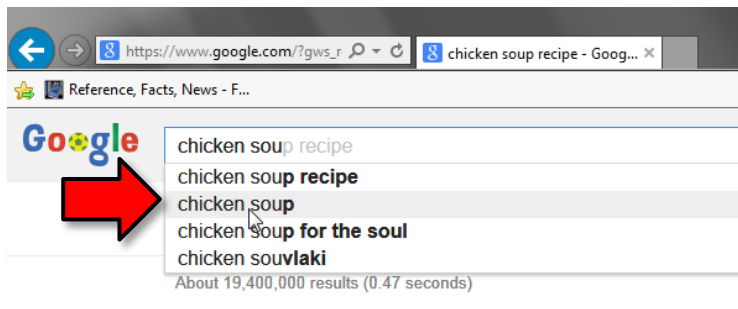 https://www.google.com/?gws_r
chicken soup recipe - Goog...
Reference, Facts, News - F...
Google
chicken soup recipe
chicken soup recipe
chicken soup
chicken soup for the soul
chicken souvlaki
About 19,400,000 results (0.47 seconds)